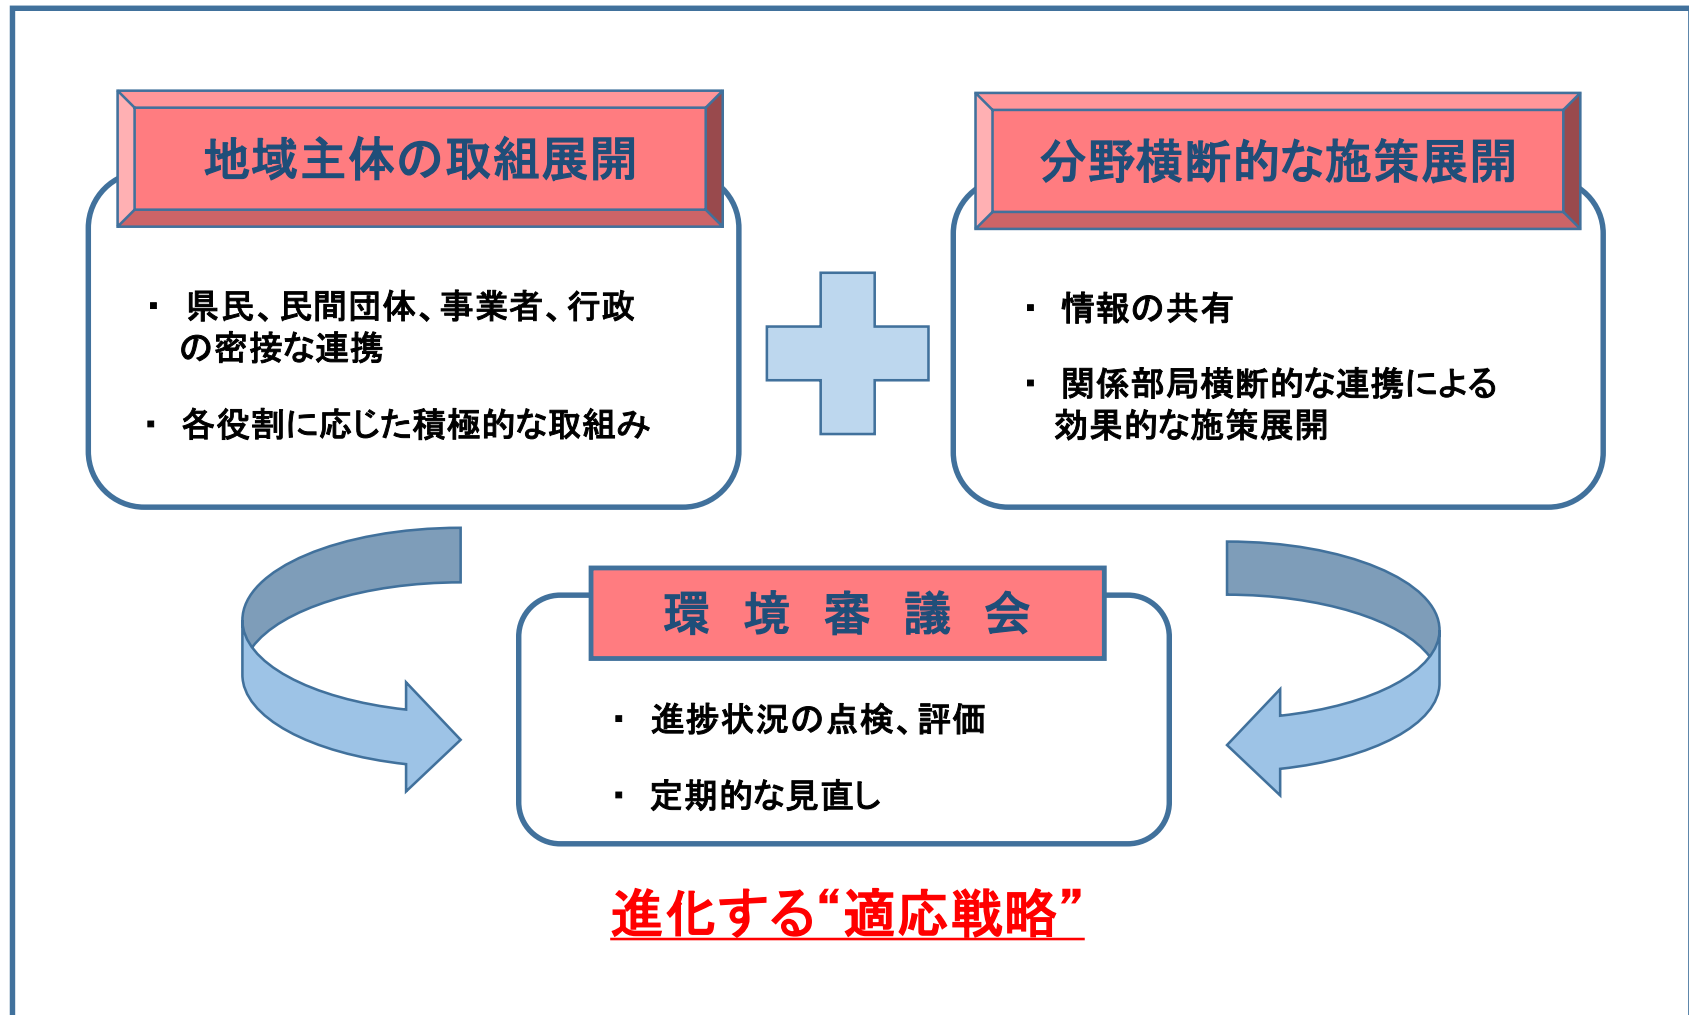 地域主体の取組展開
・ 県民、民間団体、事業者、行政
の密接な連携
・ 各役割に応じた積極的な取組み
分野横断的な施策展開
・ 情報の共有
・ 関係部局横断的な連携による
効果的な施策展開
環 境 審 議 会
・ 進捗状況の点検、評価
・ 定期的な見直し
進化する“適応戦略”